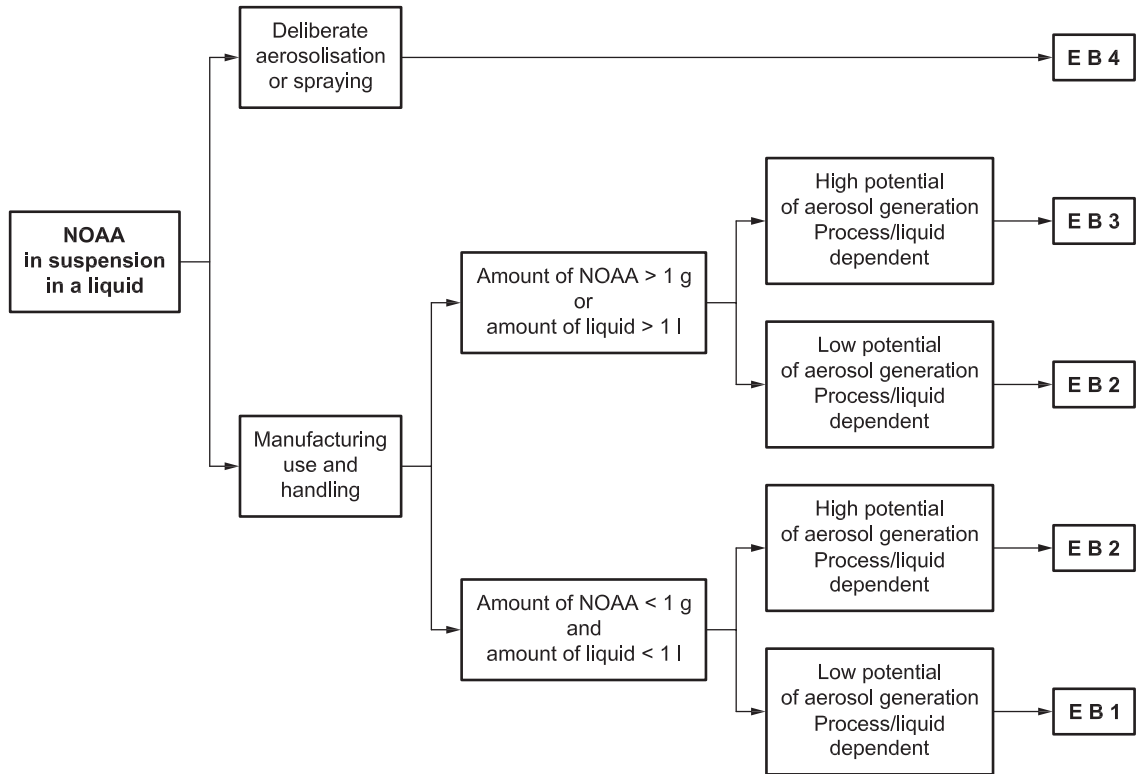 Deliberate
aerosolisation
or spraying
E B 4
NOAA
in suspension
in a liquid
High potential
of aerosol generation
Process/liquid
dependent
E B 3
Amount of NOAA > 1 g
or
amount of liquid > 1 l
Low potential
of aerosol generation
Process/liquid
dependent
E B 2
Manufacturing
use and
handling
High potential
of aerosol generation
Process/liquid
dependent
E B 2
Amount of NOAA < 1 g
and
amount of liquid < 1 l
Low potential
of aerosol generation
Process/liquid
dependent
E B 1